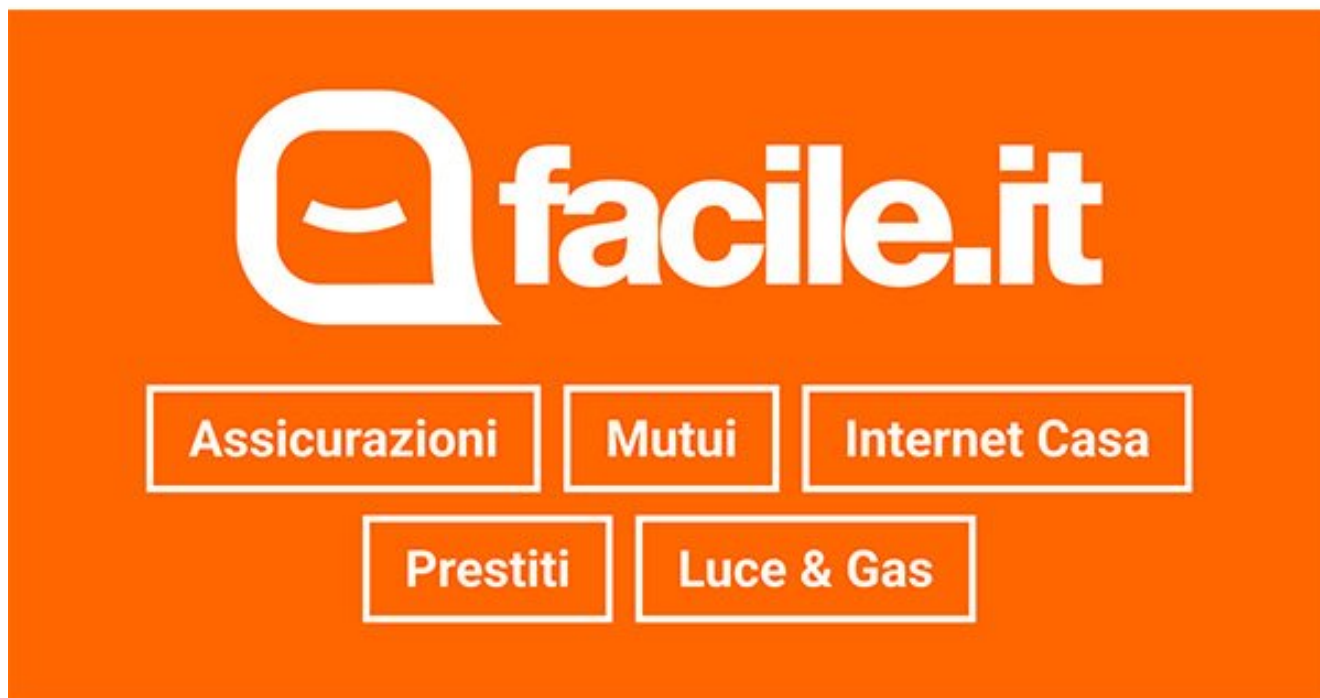 facile.it
Assicurazioni Mutui Internet Casa
Prestiti Luce & Gas